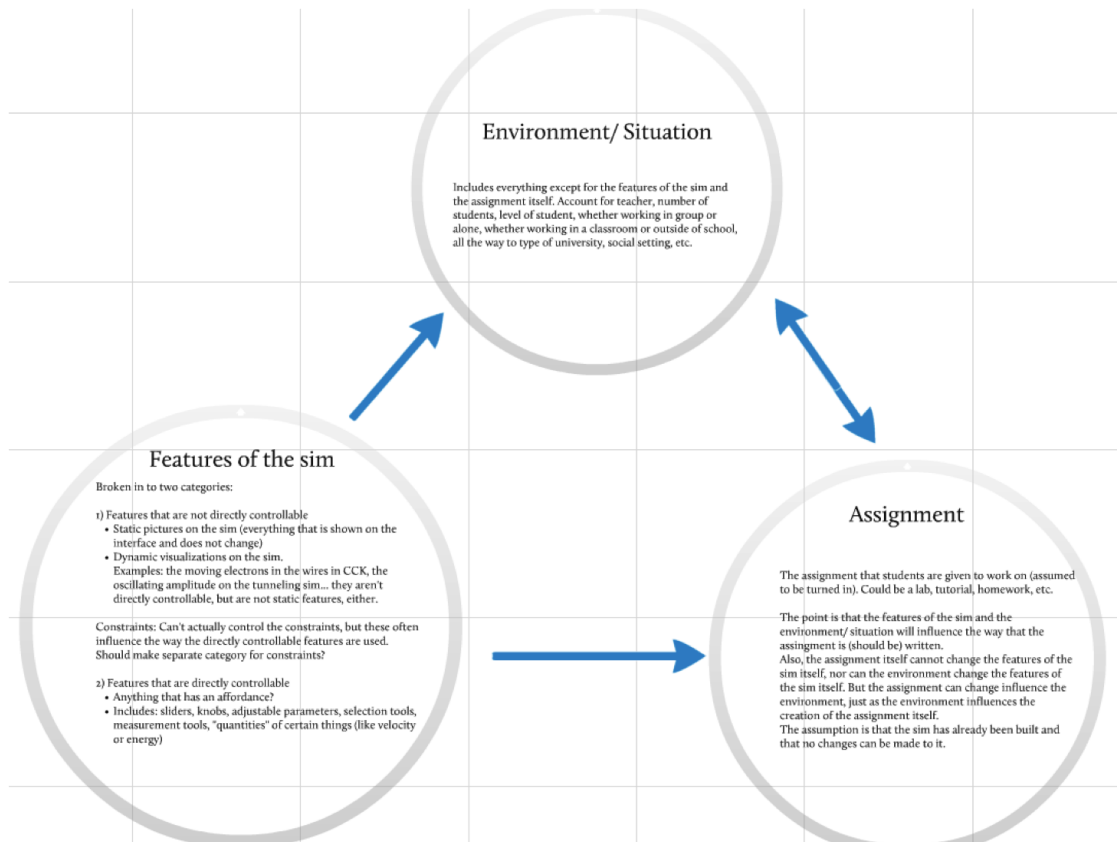 Environment/ Situation
Includes everything except for the features of the sim and
the assignment itself. Account for teacher, number of
students, level of student, whether working in group or
alone, whether working in a classroom or outside of school,
all the way to type of university, social setting, etc.
Features of the sim
Broken in to two categories:
1) Features that are not directly controllable
• Static pictures on the sim (everything that is shown on the
interface and does not change)
• Dynamic visualizations on the sim.
Examples: the moving electrons in the wires in CCK, the
oscillating amplitude on the tunneling sim... they aren't
directly controllable, but are not static features, either.
Constraints: Can't actually control the constraints, but these often
influence the way the directly controllable features are used.
Should make separate category for constraints?
2) Features that are directly controllable
• Anything that has an affordance?
• Includes: sliders, knobs, adjustable parameters, selection tools,
measurement tools, "quantities" of certain things (like velocity
or energy)
Assignment
The assignment that students are given to work on (assumed
to be turned in). Could be a lab, tutorial, homework, etc.
The point is that the features of the sim and the
environment/ situation will influence the way that the
assingment is (should be) written.
Also, the assignment itself cannot change the features of the
sim itself, nor can the environment change the features of
the sim itself. But the assignment can change influence the
environment, just as the environment influences the
creation of the assignment itself.
The assumption is that the sim has already been built and
that no changes can be made to it.